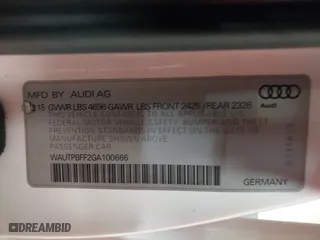 MFD BY AUDI AG
GVWR LBS 4696 GAWR LBS FRONT 2425 /REAR 2326
THIS VEHICLE CONFORMS TO ALL APPLICABLE
FEDERAL MOTOR VEHICLE SAFETY, BUMPER AND THEFT
PREVENTION STANDARDS IN EFFECT ON THE DATE OF
MANUFACTURE SHOWN ABOVE
PASSENGER CAR
WAUTPBFF2GA100666
Audi
GERMANY
DREAMBID